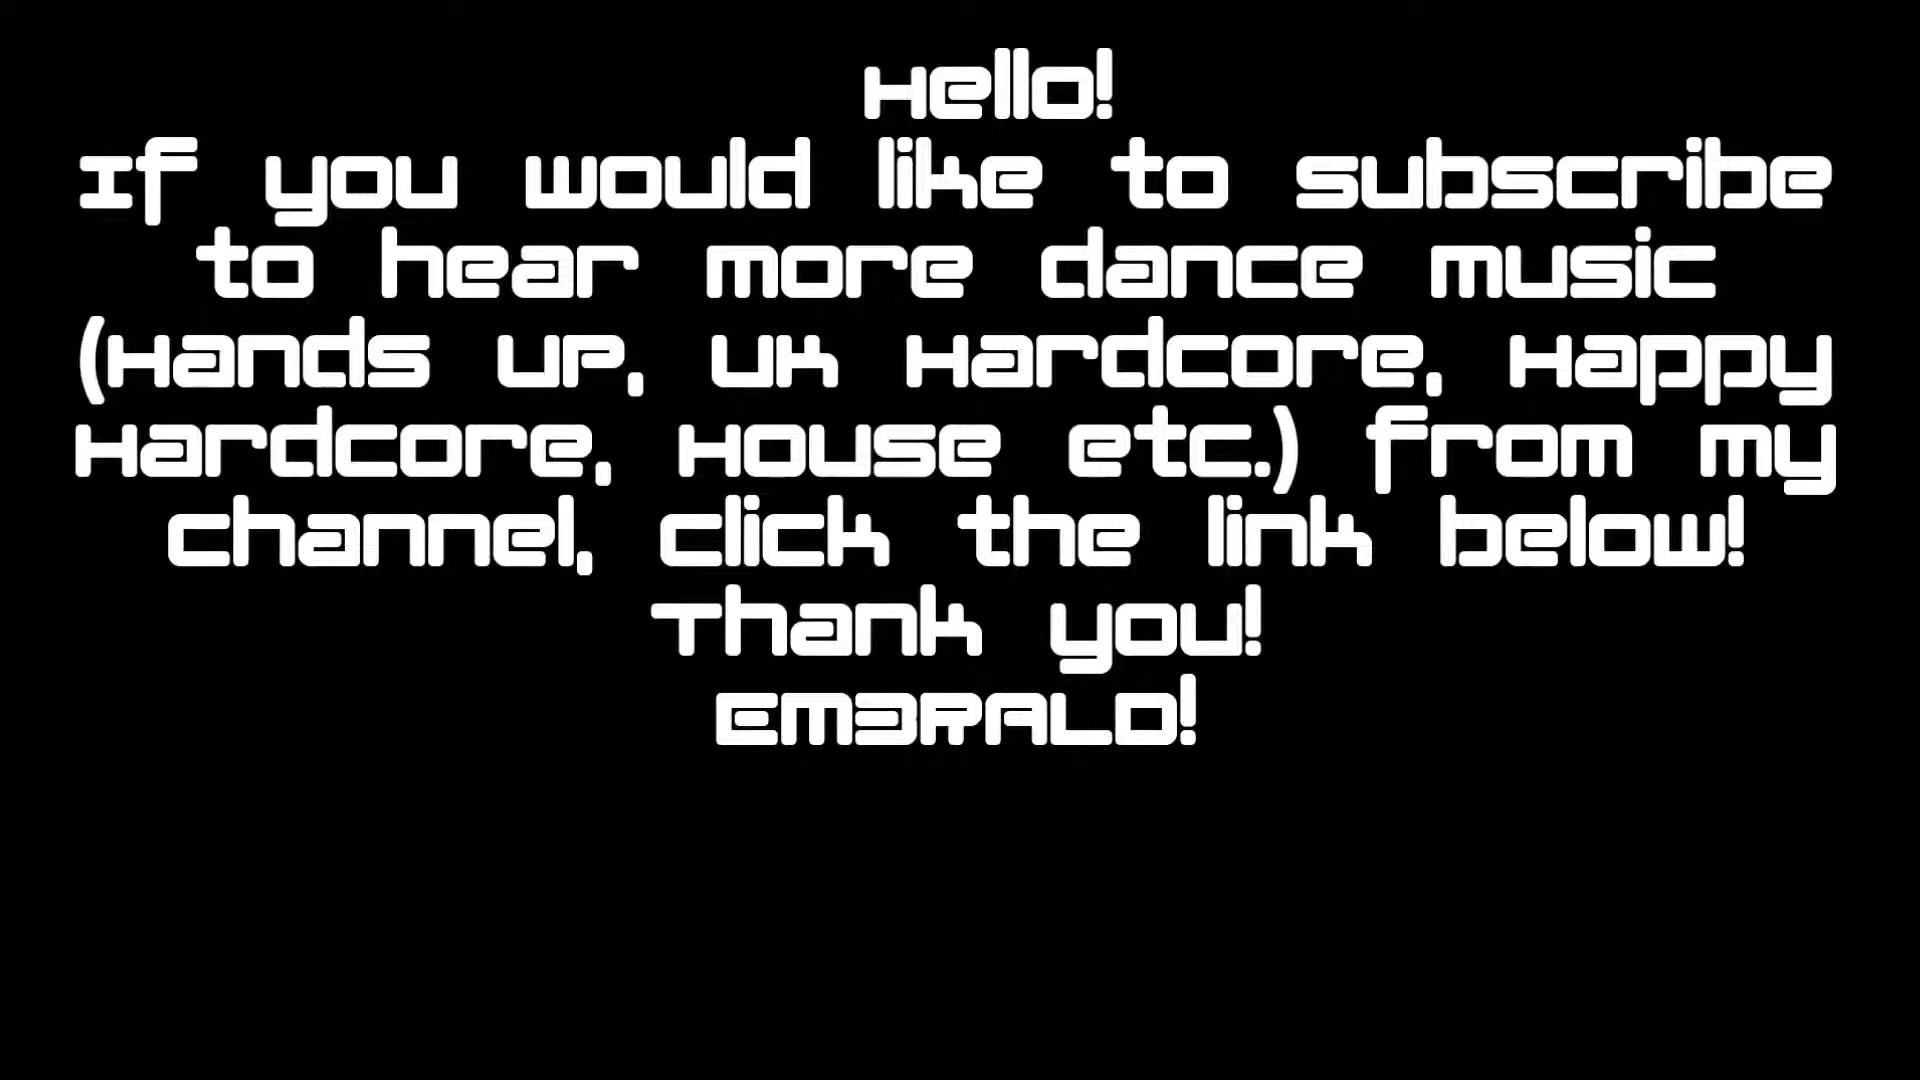 Hello!
If you would like to subscribe
to hear more dance music
(Hands Up, UK Hardcore, Happy
Hardcore, House etc.) from my
channel, click the link below!
Thank you!
EM3RALD!